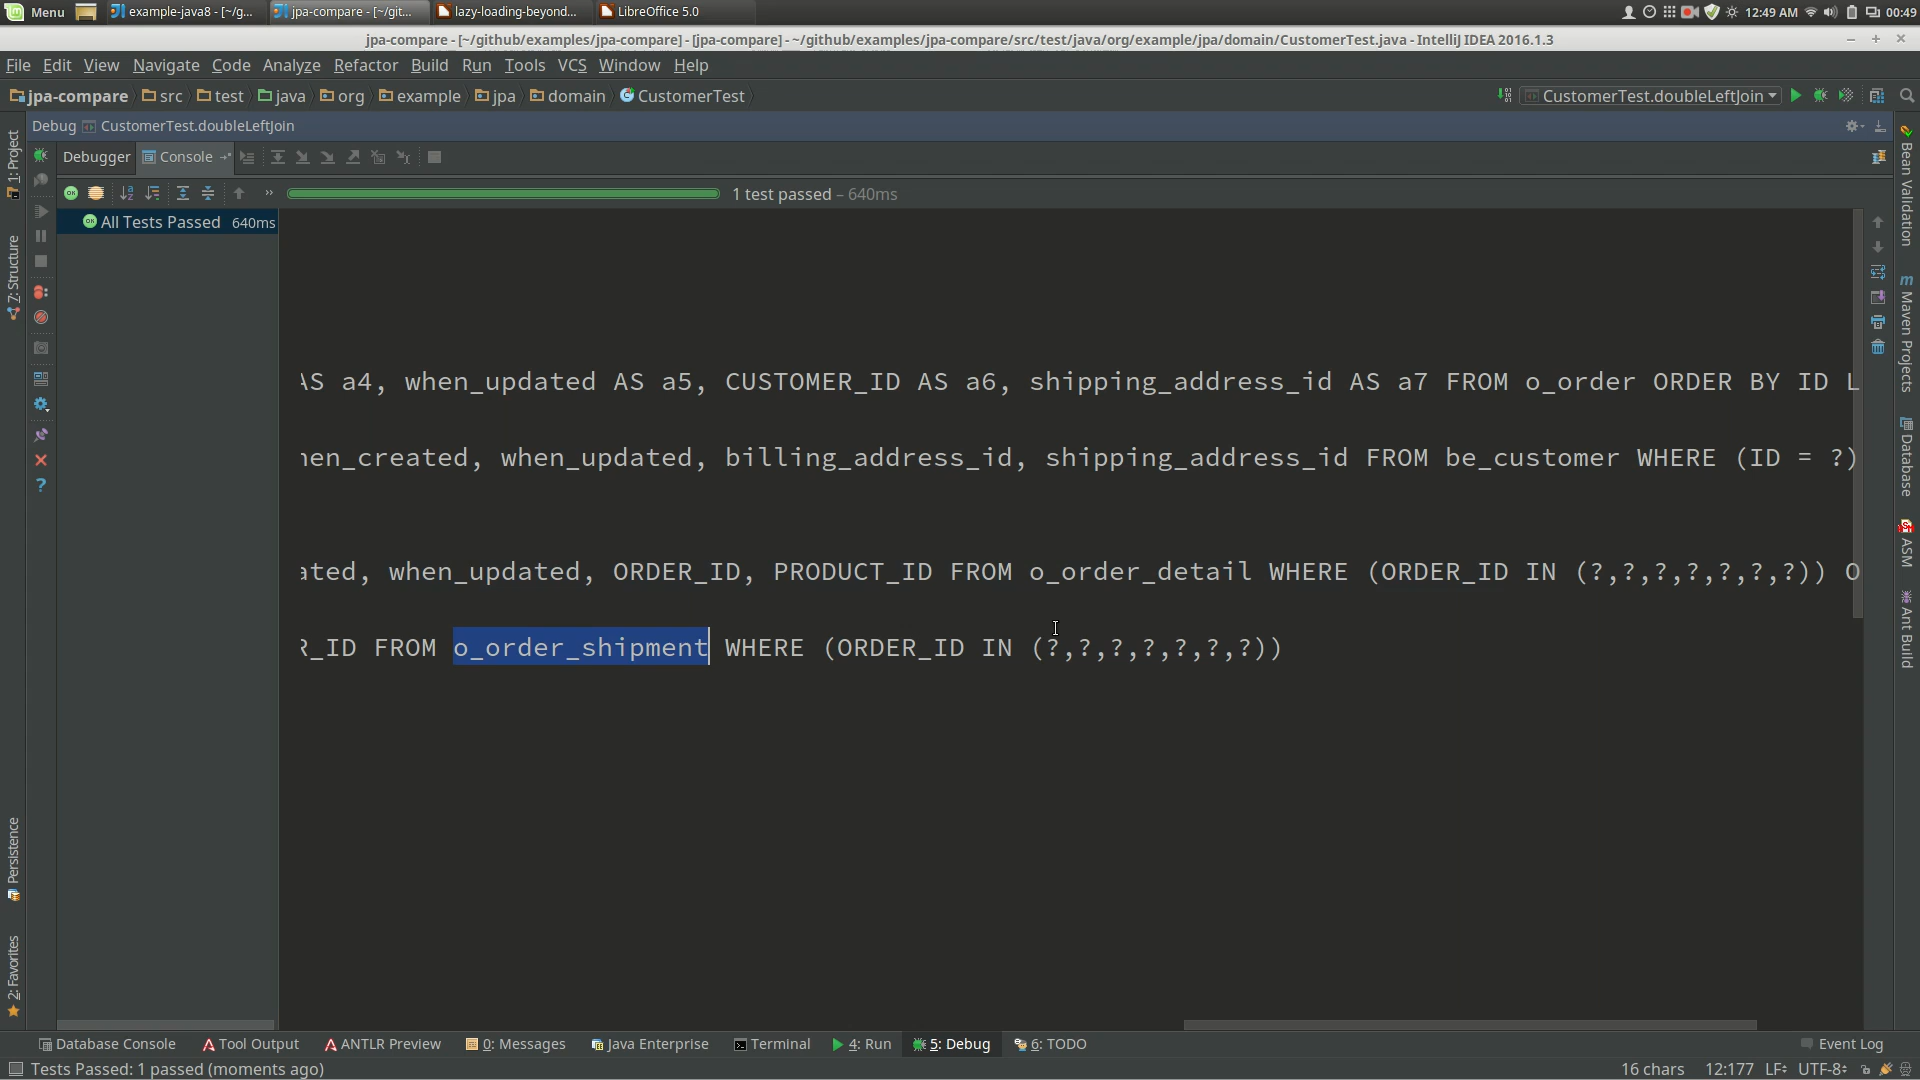 Menu example-java8 - [~/g... jpa-compare - [~/git... lazy-loading-beyond... LibreOffice 5.0 12:49 AM 00:49
jpa-compare - [~/github/examples/jpa-compare] - [jpa-compare] - ~/github/examples/jpa-compare/src/test/java/org/example/jpa/domain/CustomerTest.java - IntelliJ IDEA 2016.1.3
File Edit View Navigate Code Analyze Refactor Build Run Tools VCS Window Help
jpa-compare src test java org example jpa domain CustomerTest CustomerTest.doubleLeftJoin
Debug CustomerTest.doubleLeftJoin
Debugger Console
1 test passed – 640ms
All Tests Passed 640ms
AS a4, when_updated AS a5, CUSTOMER_ID AS a6, shipping_address_id AS a7 FROM o_order ORDER BY ID L
hen_created, when_updated, billing_address_id, shipping_address_id FROM be_customer WHERE (ID = ?)
ated, when_updated, ORDER_ID, PRODUCT_ID FROM o_order_detail WHERE (ORDER_ID IN (?,?,?,?,?,?,?)) O
R_ID FROM o_order_shipment WHERE (ORDER_ID IN (?,?,?,?,?,?,?))
1: Project
7: Structure
Persistence
2: Favorites
Bean Validation
Maven Projects
Database
ASM
Ant Build
Database Console Tool Output ANTLR Preview 0: Messages Java Enterprise Terminal 4: Run 5: Debug 6: TODO Event Log
Tests Passed: 1 passed (moments ago) 16 chars 12:177 LF UTF-8